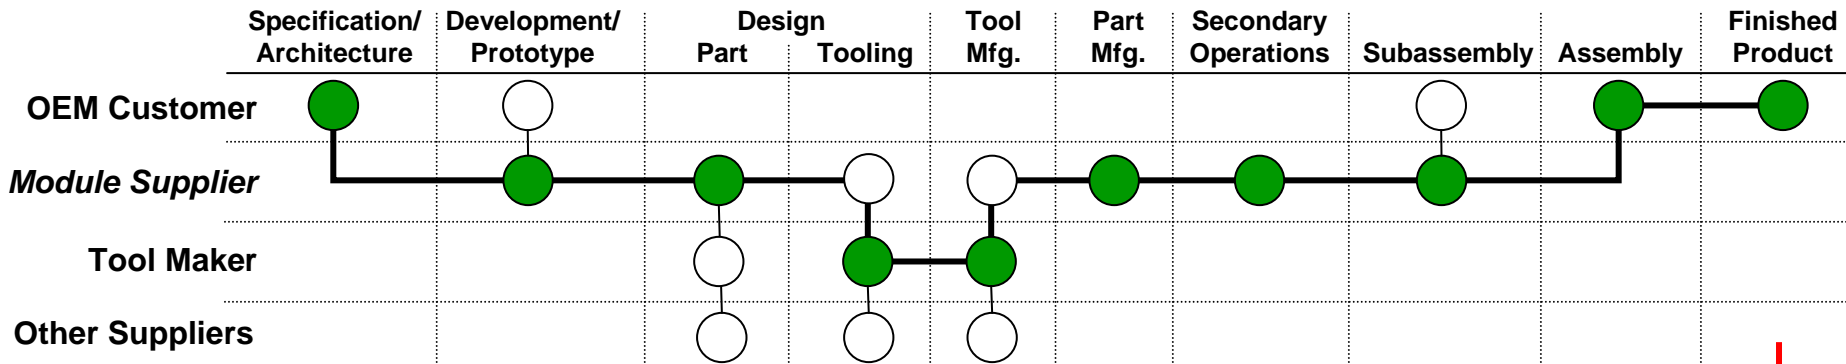 Specification/ Development/ Design Tool Part Secondary Finished
Architecture Prototype Part Tooling Mfg. Mfg. Operations Subassembly Assembly Product
OEM Customer
Module Supplier
Tool Maker
Other Suppliers